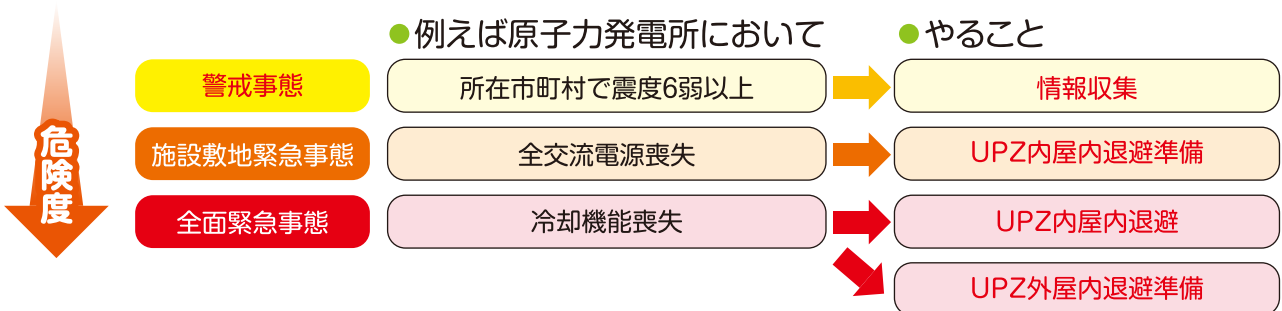 ●例えば原子力発電所において
●やること
危険度
警戒事態
所在市町村で震度6弱以上
情報収集
施設敷地緊急事態
全交流電源喪失
UPZ内屋内退避準備
全面緊急事態
冷却機能喪失
UPZ内屋内退避
UPZ外屋内退避準備